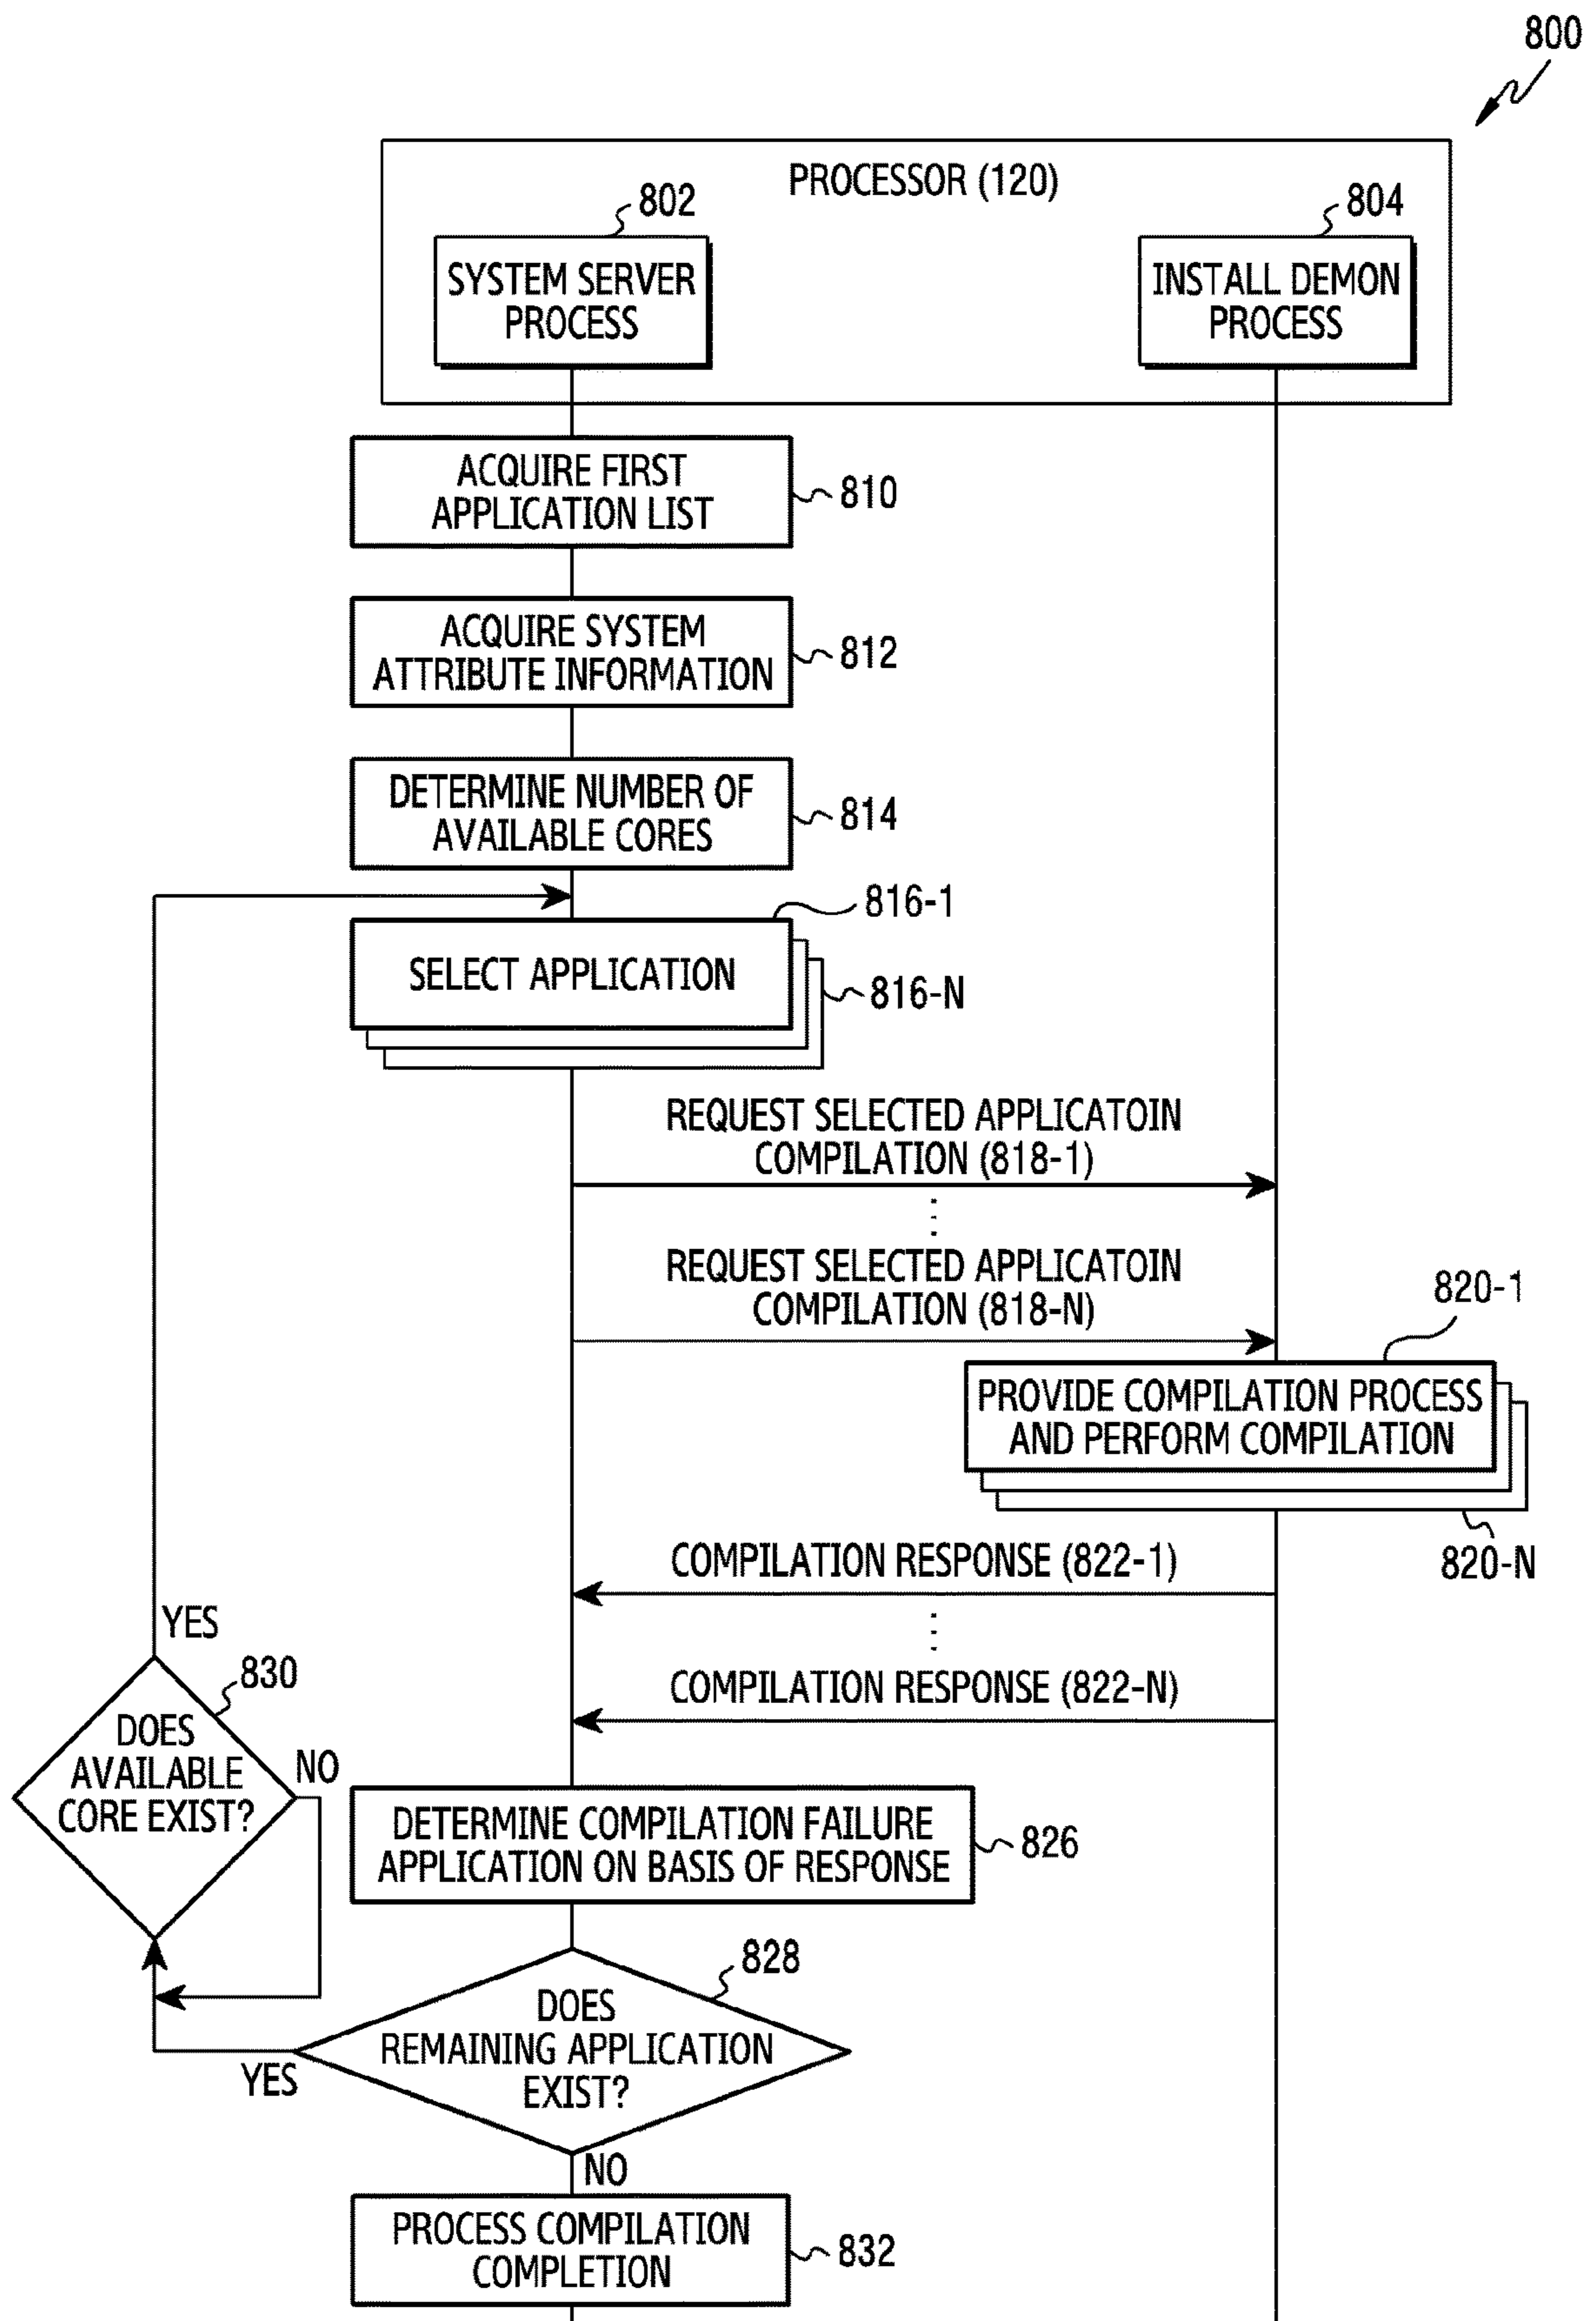 800
PROCESSOR (120)
802
804
SYSTEM SERVER
PROCESS
INSTALL DEMON
PROCESS
ACQUIRE FIRST
APPLICATION LIST
810
ACQUIRE SYSTEM
ATTRIBUTE INFORMATION
812
DETERMINE NUMBER OF
AVAILABLE CORES
814
816-1
SELECT APPLICATION
816-N
REQUEST SELECTED APPLICATOIN
COMPILATION (818-1)
REQUEST SELECTED APPLICATOIN
COMPILATION (818-N)
820-1
PROVIDE COMPILATION PROCESS
AND PERFORM COMPILATION
820-N
COMPILATION RESPONSE (822-1)
COMPILATION RESPONSE (822-N)
YES
830
DOES
AVAILABLE
CORE EXIST?
NO
DETERMINE COMPILATION FAILURE
APPLICATION ON BASIS OF RESPONSE
826
828
DOES
REMAINING APPLICATION
EXIST?
YES
NO
PROCESS COMPILATION
COMPLETION
832